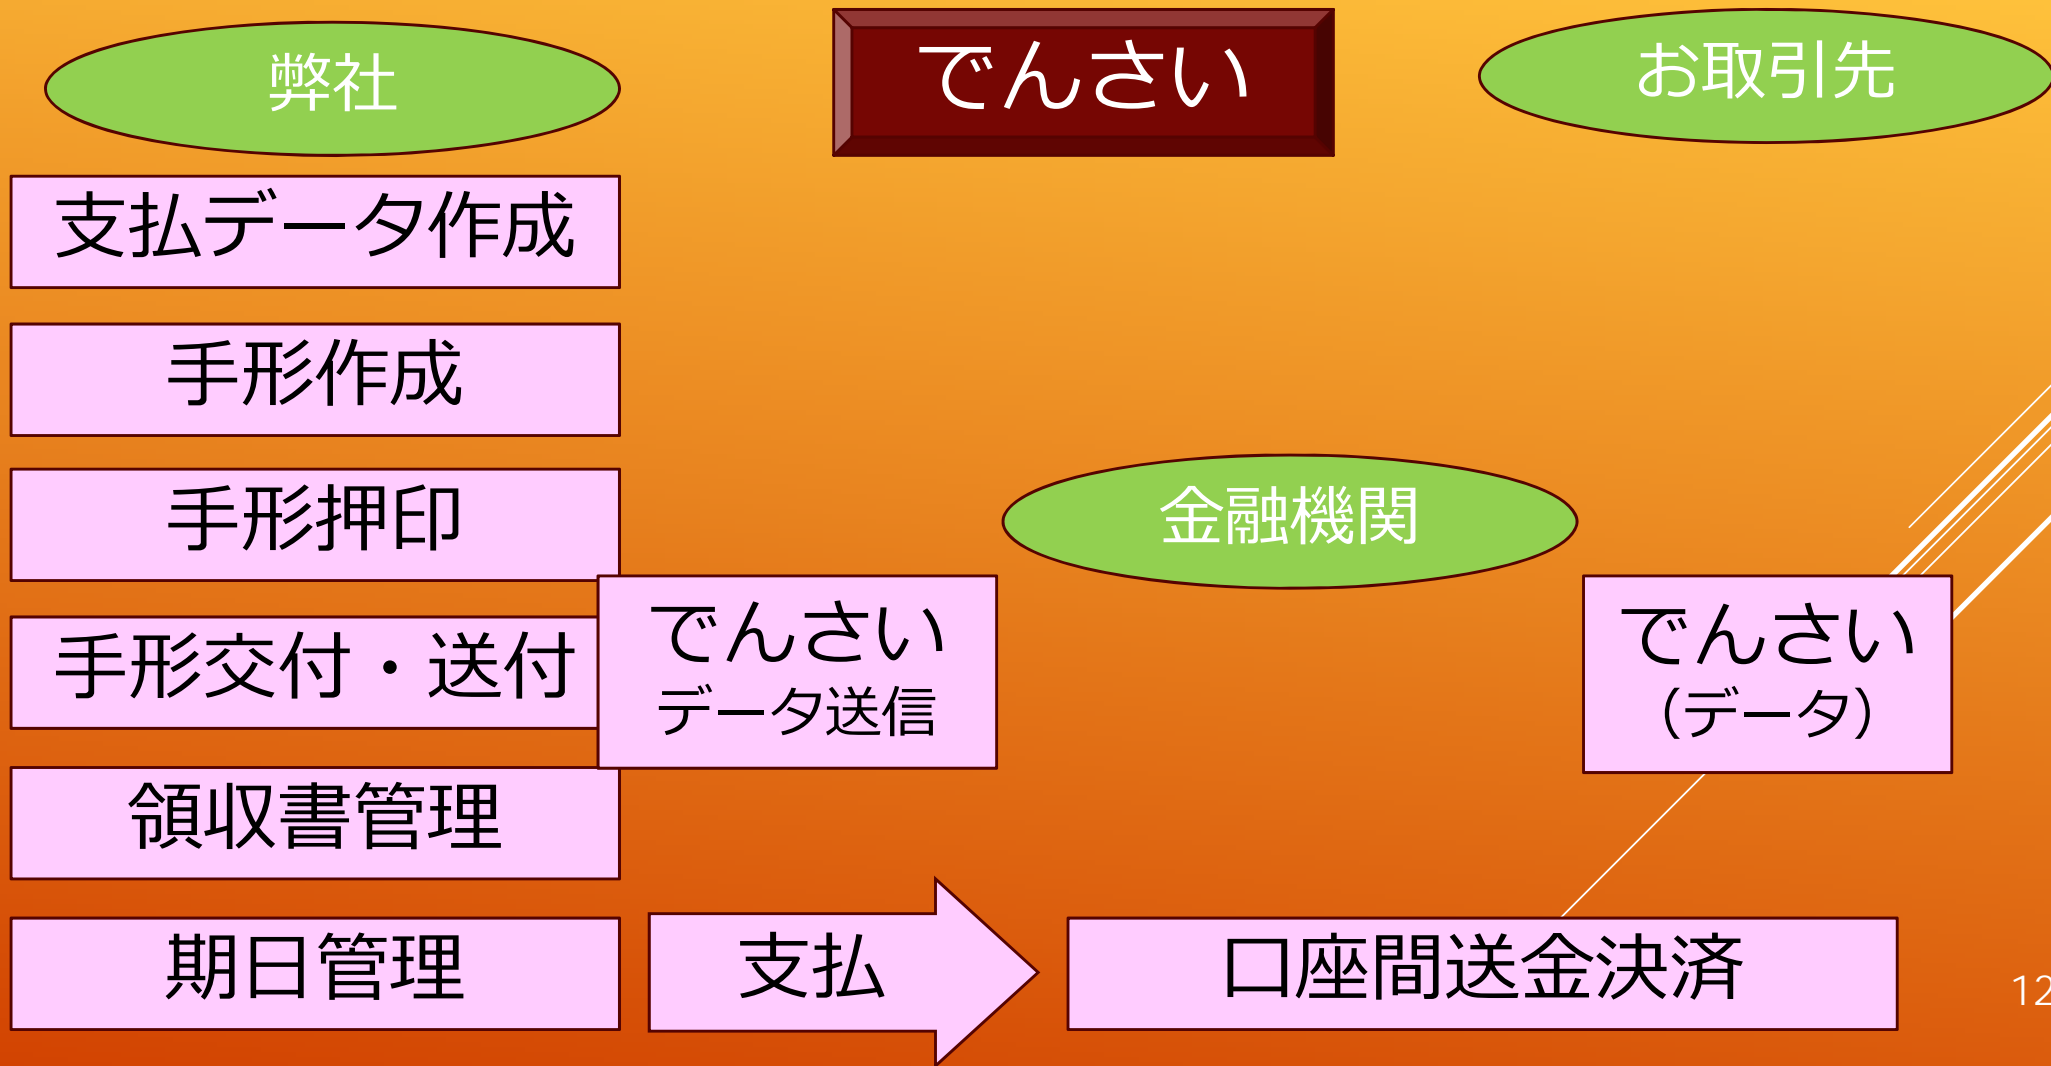 弊社
でんさい
お取引先
支払データ作成
手形作成
手形押印
金融機関
手形交付・送付
でんさい
データ送信
でんさい
（データ）
領収書管理
期日管理
支払
口座間送金決済
12